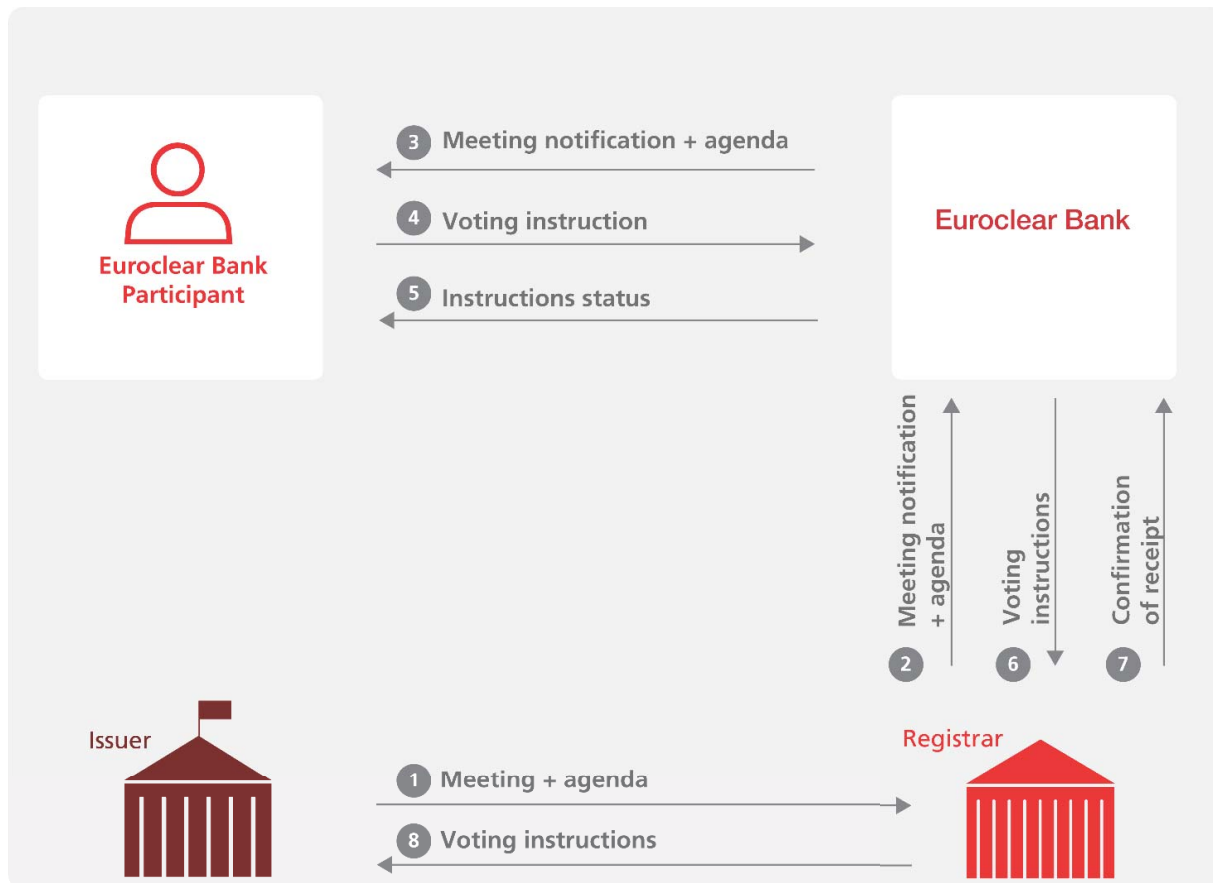 3 Meeting notification + agenda
4 Voting instruction
Euroclear Bank
Euroclear Bank
Participant
5 Instructions status
Meeting notification
+ agenda
2
Voting
instructions
6
Confirmation
of receipt
7
Issuer
Registrar
1 Meeting + agenda
8 Voting instructions